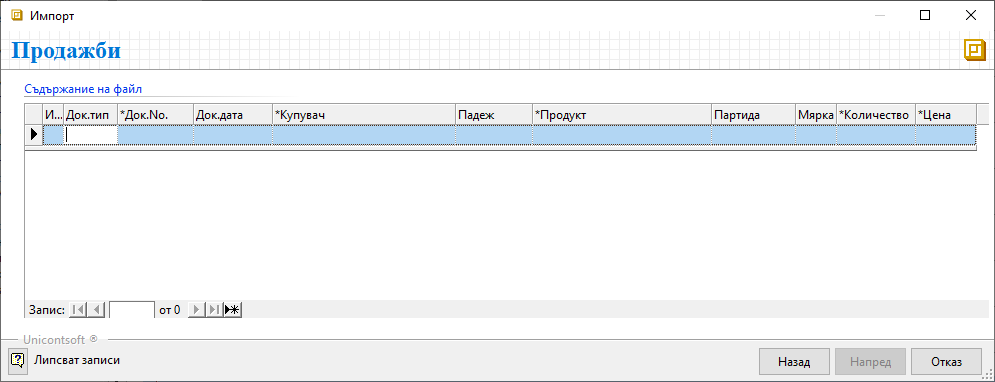 Импорт
Продажби
Съдържание на файл
И... Док.тип *Док.No. Док.дата *Купувач Падеж *Продукт Партида Мярка *Количество *Цена
Запис: от 0
Unicontsoft ®
Липсват записи Назад Напред Отказ